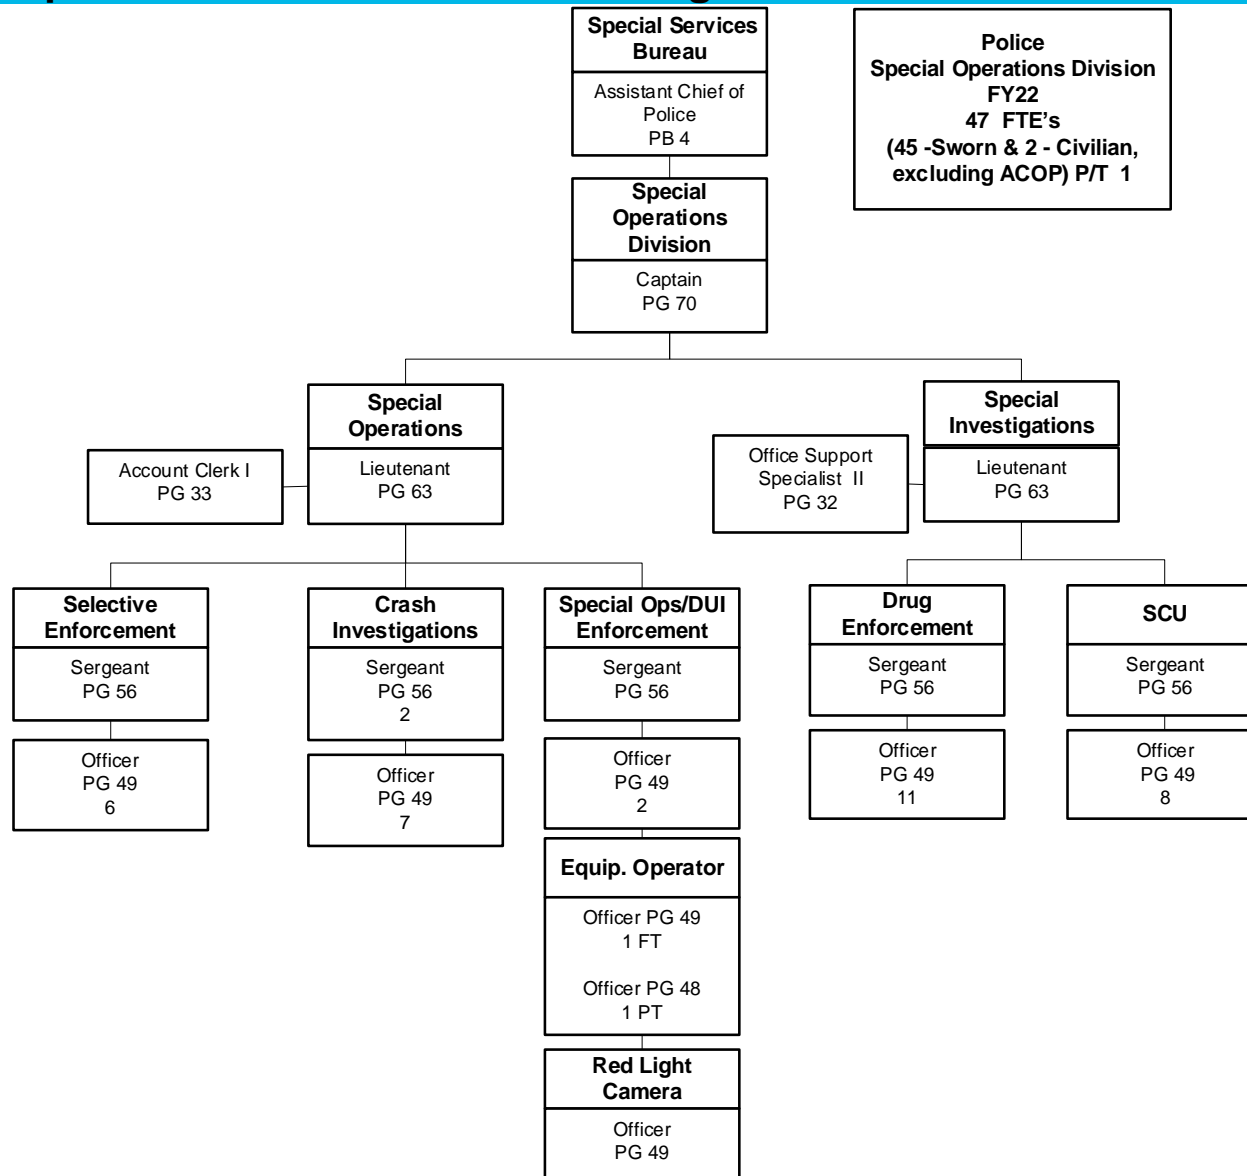 Special Services
Bureau
Assistant Chief of
Police
PB 4
Police
Special Operations Division
FY22
47 FTE's
(45 -Sworn & 2 - Civilian,
excluding ACOP) P/T 1
Special
Operations
Division
Captain
PG 70
Special
Operations
Lieutenant
PG 63
Account Clerk I
PG 33
Special
Investigations
Lieutenant
PG 63
Office Support
Specialist II
PG 32
Selective
Enforcement
Sergeant
PG 56
Officer
PG 49
6
Crash
Investigations
Sergeant
PG 56
2
Officer
PG 49
7
Special Ops/DUI
Enforcement
Sergeant
PG 56
Officer
PG 49
2
Equip. Operator
Officer PG 49
1 FT
Officer PG 48
1 PT
Red Light
Camera
Officer
PG 49
Drug
Enforcement
Sergeant
PG 56
Officer
PG 49
11
SCU
Sergeant
PG 56
Officer
PG 49
8